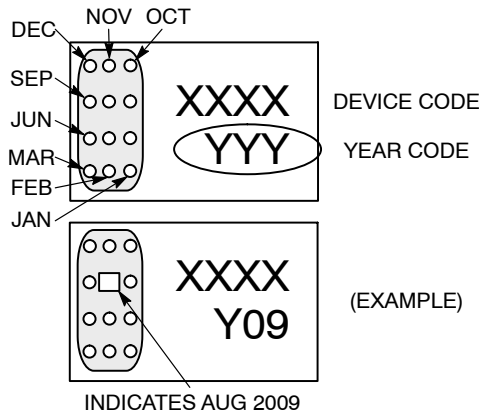 DEC NOV OCT
SEP
JUN
MAR
FEB
JAN
XXXX DEVICE CODE
YYY YEAR CODE
XXXX
Y09
(EXAMPLE)
INDICATES AUG 2009